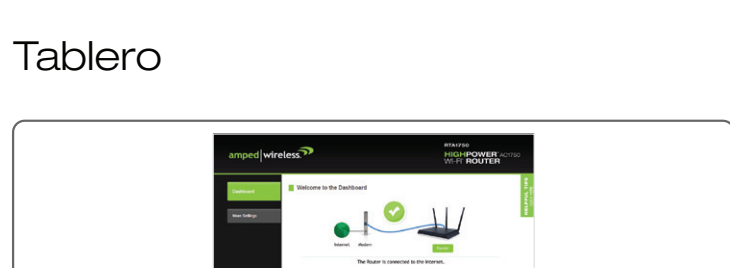 Tablero
amped wireless
RTA1750
HIGHPOWER AC1750
WI-FI ROUTER
Dashboard
More Settings
Welcome to the Dashboard
HELPFUL TIPS
Internet
Modem
Router
The Router is connected to the Internet.